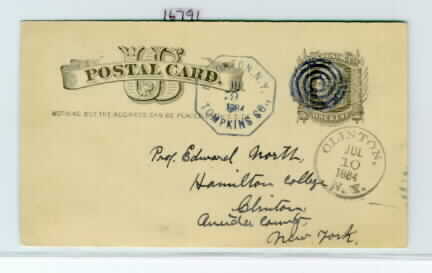 16791
U S
POSTAL CARD.
NOTHING BUT THE ADDRESS CAN BE PLACED
N.Y.
1884
TOMPKINS CO.,
CLINTON,
JUL
10
1884
N.Y.
Prof. Edward North,
Hamilton College
Clinton
Oneida County,
New York.